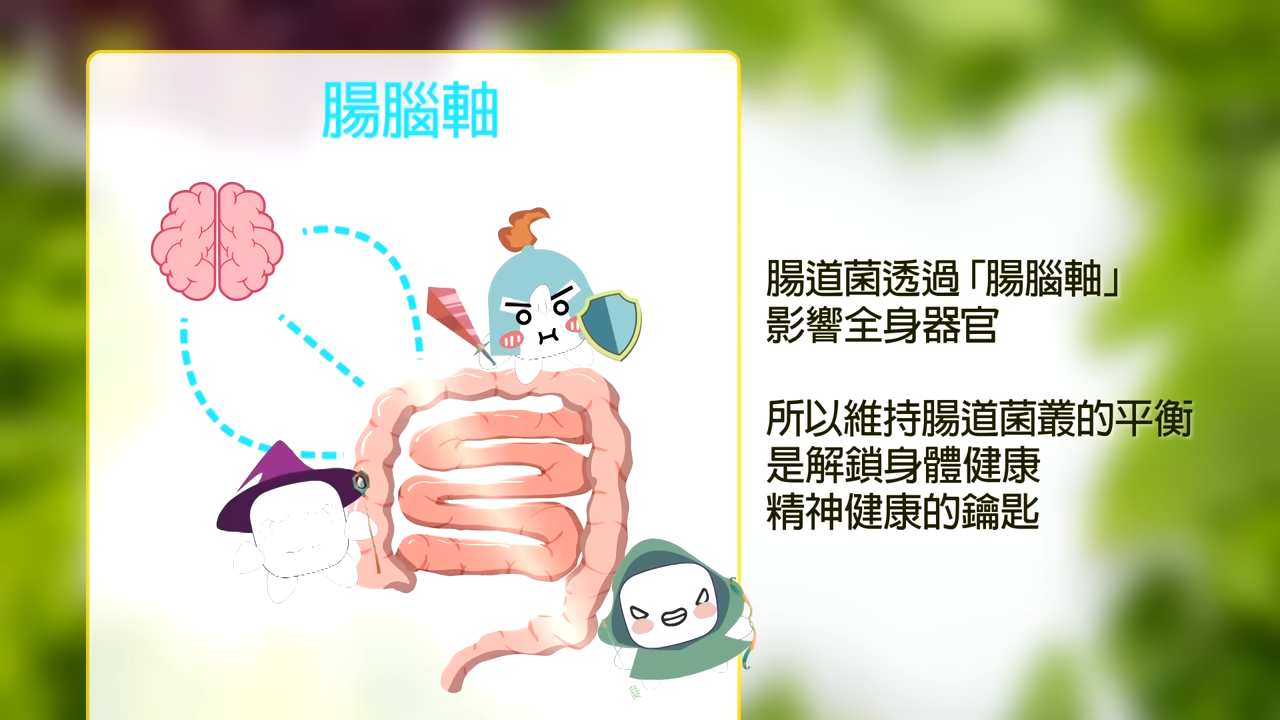 腸腦軸
腸道菌透過「腸腦軸」
影響全身器官
所以維持腸道菌叢的平衡
是解鎖身體健康
精神健康的鑰匙